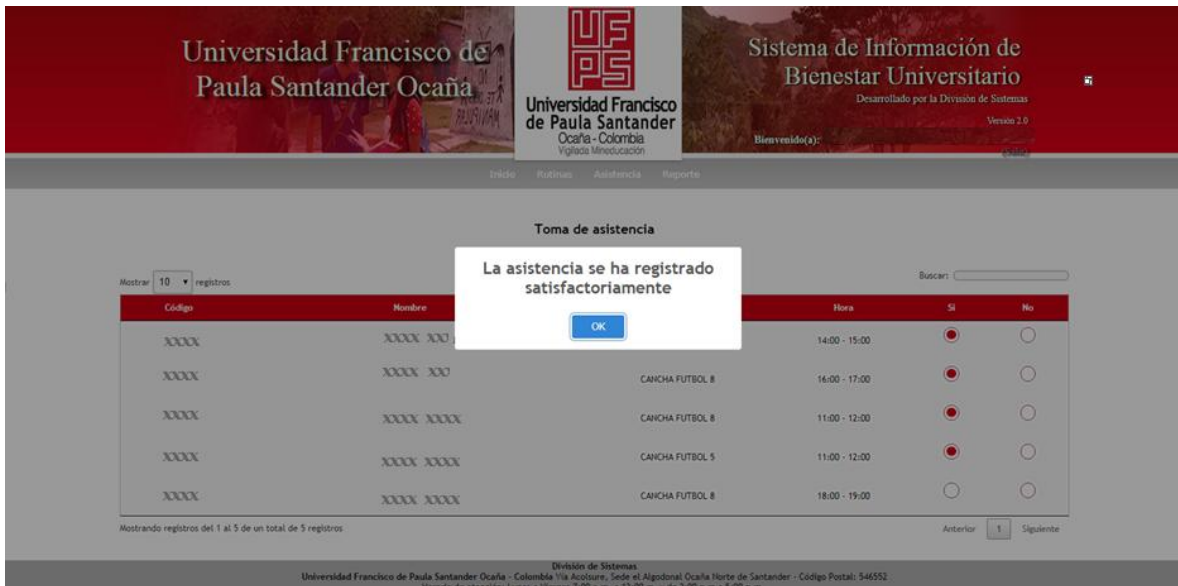 Universidad Francisco de
Paula Santander Ocaña
UFPS
Universidad Francisco
de Paula Santander
Ocaña - Colombia
Vigilada Mineducación
Sistema de Información de
Bienestar Universitario
Desarrollado por la División de Sistemas
Versión 2.0
Bienvenido(a):
(Salir)
Inicio Rutinas Asistencia Reporte
Toma de asistencia
La asistencia se ha registrado
satisfactoriamente
OK
Mostrar 10 registros
Buscar:
Código Nombre Hora Si No
XXXX XXXX XX 14:00 - 15:00
XXXX XXXX XX CANCHA FUTBOL 8 16:00 - 17:00
XXXX XXXX XXXX CANCHA FUTBOL 8 11:00 - 12:00
XXXX XXXX XXXX CANCHA FUTBOL 5 11:00 - 12:00
XXXX XXXX XXXX CANCHA FUTBOL 8 18:00 - 19:00
Mostrando registros del 1 al 5 de un total de 5 registros
Anterior 1 Siguiente
División de Sistemas
Universidad Francisco de Paula Santander Ocaña - Colombia Vía Acolsure, Sede el Algodonal Ocaña Norte de Santander - Código Postal: 546552